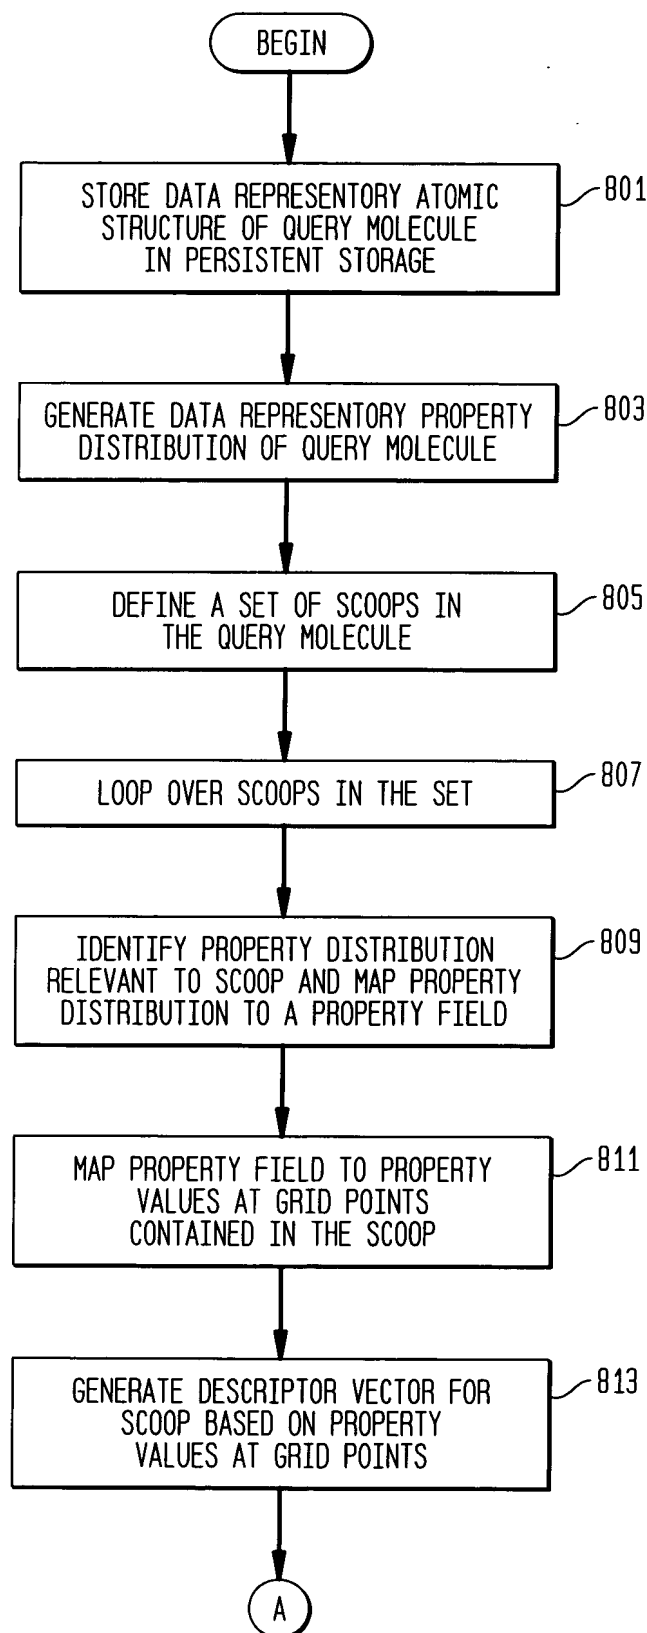 BEGIN
STORE DATA REPRESENTORY ATOMIC
STRUCTURE OF QUERY MOLECULE
IN PERSISTENT STORAGE
801
GENERATE DATA REPRESENTORY PROPERTY
DISTRIBUTION OF QUERY MOLECULE
803
DEFINE A SET OF SCOOPS IN
THE QUERY MOLECULE
805
LOOP OVER SCOOPS IN THE SET
807
IDENTIFY PROPERTY DISTRIBUTION
RELEVANT TO SCOOP AND MAP PROPERTY
DISTRIBUTION TO A PROPERTY FIELD
809
MAP PROPERTY FIELD TO PROPERTY
VALUES AT GRID POINTS
CONTAINED IN THE SCOOP
811
GENERATE DESCRIPTOR VECTOR FOR
SCOOP BASED ON PROPERTY
VALUES AT GRID POINTS
813
A